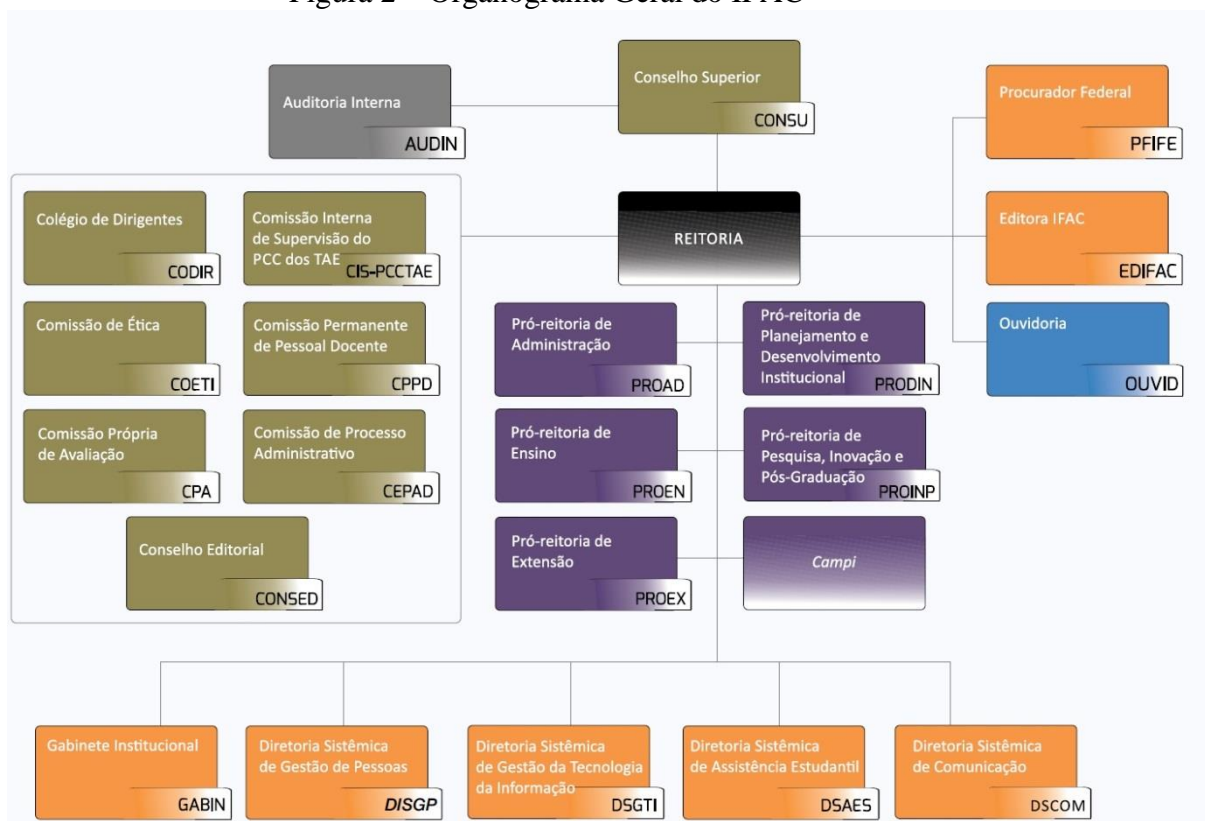 Figura 2 – Organograma Geral do IFAC
Auditoria Interna
AUDIN
Conselho Superior
CONSU
Procurador Federal
PFIFE
Colégio de Dirigentes
CODIR
Comissão Interna
de Supervisão do
PCC dos TAE
CIS-PCCTAE
REITORIA
Editora IFAC
EDIFAC
Comissão de Ética
COETI
Comissão Permanente
de Pessoal Docente
CPPD
Pró-reitoria de
Administração
PROAD
Pró-reitoria de
Planejamento e
Desenvolvimento
Institucional
PRODIN
Ouvidoria
OUVID
Comissão Própria
de Avaliação
CPA
Comissão de Processo
Administrativo
CEPAD
Pró-reitoria de
Ensino
PROEN
Pró-reitoria de
Pesquisa, Inovação e
Pós-Graduação
PROINP
Conselho Editorial
CONSED
Pró-reitoria de
Extensão
PROEX
Campi
Gabinete Institucional
GABIN
Diretoria Sistêmica
de Gestão de Pessoas
DISGP
Diretoria Sistêmica
de Gestão da Tecnologia
da Informação
DSGTI
Diretoria Sistêmica
de Assistência Estudantil
DSAES
Diretoria Sistêmica
de Comunicação
DSCOM